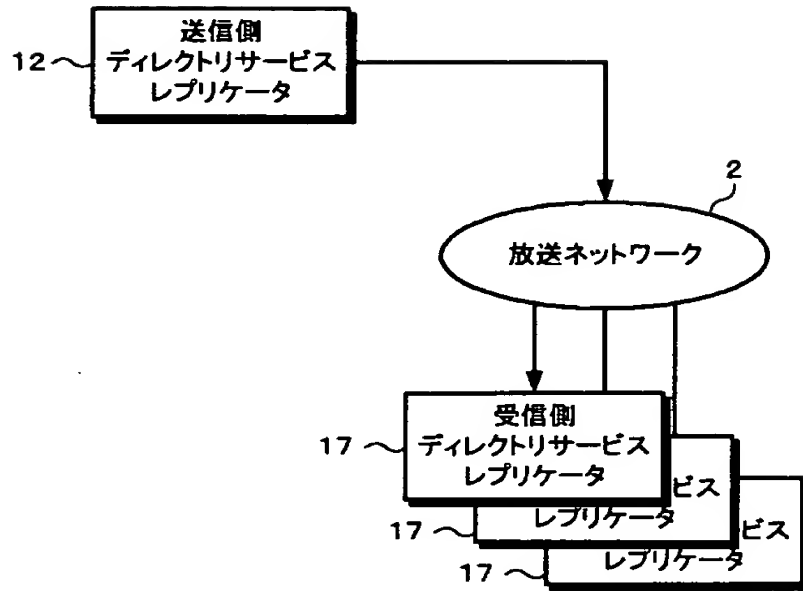 送信側
12
ディレクトリサービス
レプリケータ
2
放送ネットワーク
受信側
17
ディレクトリサービス
レプリケータ
ビス
17
レプリケータ
ビス
17
レプリケータ